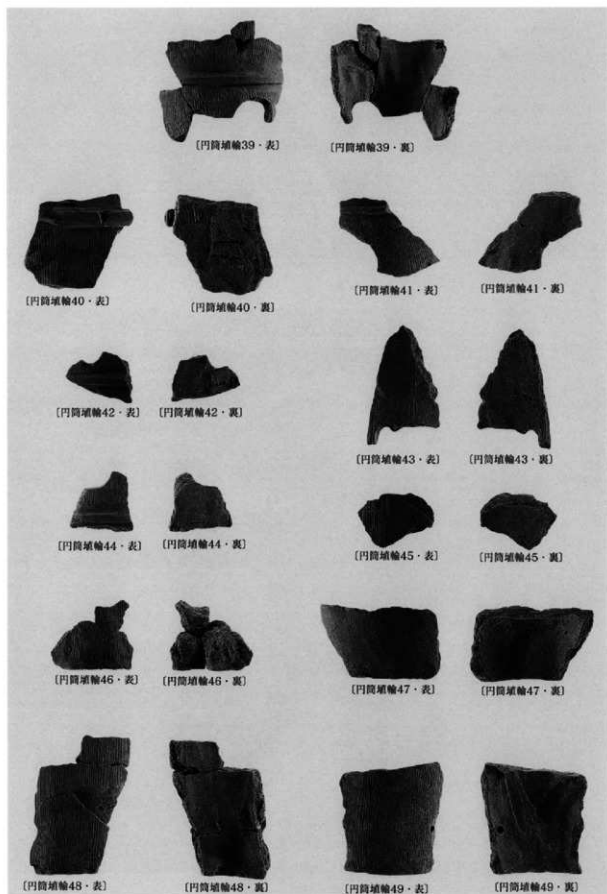 〔円筒埴輪39・表〕 〔円筒埴輪39・裏〕
〔円筒埴輪40・表〕 〔円筒埴輪40・裏〕 〔円筒埴輪41・表〕 〔円筒埴輪41・裏〕
〔円筒埴輪42・表〕 〔円筒埴輪42・裏〕 〔円筒埴輪43・表〕 〔円筒埴輪43・裏〕
〔円筒埴輪44・表〕 〔円筒埴輪44・裏〕 〔円筒埴輪45・表〕 〔円筒埴輪45・裏〕
〔円筒埴輪46・表〕 〔円筒埴輪46・裏〕 〔円筒埴輪47・表〕 〔円筒埴輪47・裏〕
〔円筒埴輪48・表〕 〔円筒埴輪48・裏〕 〔円筒埴輪49・表〕 〔円筒埴輪49・裏〕